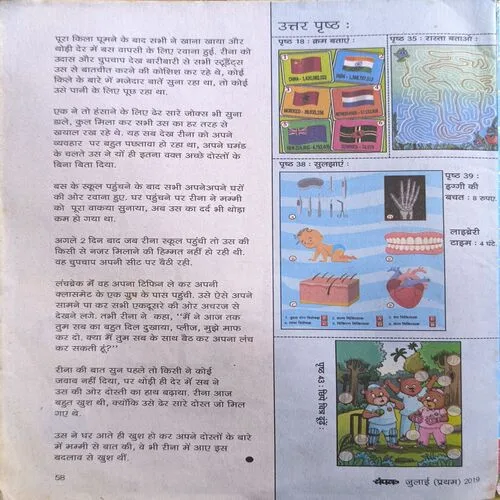 पूरा किला घूमने के बाद सभी ने खाना खाया और
थोड़ी देर में बस वापसी के लिए रवाना हुई. रीना को
उदास और चुपचाप देख बारीबारी से सभी स्टूडैंट्स
उस से बातचीत करने की कोशिश कर रहे थे, कोई
किले के बारे में मजेदार बातें सुना रहा था, तो कोई
उसे पानी के लिए पूछ रहा था.
एक ने तो हंसाने के लिए ढेर सारे जोक्स भी सुना
डाले, कुल मिला कर सभी उस का हर तरह से
खयाल रख रहे थे. यह सब देख रीना को अपने
व्यवहार पर बहुत पछतावा हो रहा था, अपने घमंड
के चलते उस ने यों ही इतना वक्त अच्छे दोस्तों के
बिना बिता दिया.
बस के स्कूल पहुंचने के बाद सभी अपनेअपने घरों
की ओर रवाना हुए. घर पहुंचने पर रीना ने मम्मी
को पूरा वाकया सुनाया, अब उस का दर्द भी थोड़ा
कम हो गया था.
अगले 2 दिन बाद जब रीना स्कूल पहुंची तो उस की
किसी से नजर मिलाने की हिम्मत नहीं हो रही थी.
वह चुपचाप अपनी सीट पर बैठी रही.
लंचब्रेक में वह अपना टिफिन ले कर अपनी
क्लासमेट के एक ग्रुप के पास पहुंची. उसे ऐसे अपने
सामने पा कर सभी एकदूसरे की ओर अचरज से
देखने लगे. तभी रीना ने कहा, “मैं ने आज तक
तुम सब का बहुत दिल दुखाया, प्लीज, मुझे माफ
कर दो. क्या मैं तुम सब के साथ बैठ कर अपना लंच
कर सकती हूं?”
रीना की बात सुन पहले तो किसी ने कोई
जवाब नहीं दिया, पर थोड़ी ही देर में सब ने
उस की ओर दोस्ती का हाथ बढ़ाया. रीना आज
बहुत खुश थी, क्योंकि उसे ढेर सारे दोस्त जो मिल
गए थे.
उस ने घर आते ही खुश हो कर अपने दोस्तों के बारे
में मम्मी से बात की, वे भी रीना में आए इस
बदलाव से खुश थीं.
58
उत्तर पृष्ठ :
पृष्ठ 18 : क्रम बताएं :
पृष्ठ 35 : रास्ता बताओ :
पृष्ठ 38 : सुलझाएं :
पृष्ठ 39 :
डुग्गी की
बचत : 8 रुपए.
लाइब्रेरी
टाइम : 4 घंटे.
चंपक जुलाई (प्रथम) 2019